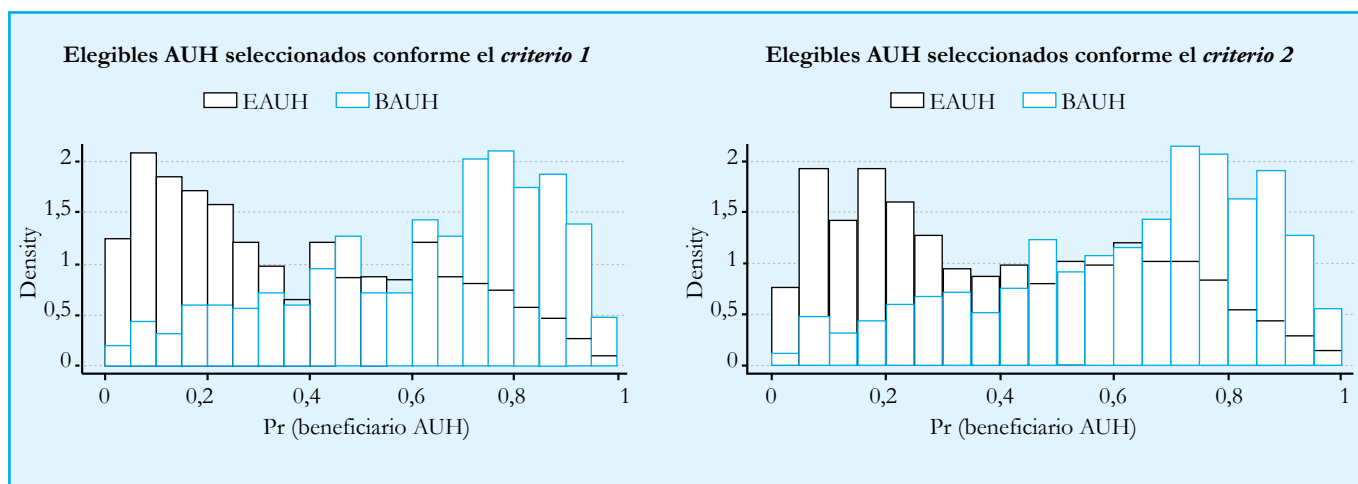 Elegibles AUH seleccionados conforme el criterio 1
EAUH BAUH
Density
2
1,5
1
0,5
0
0 0,2 0,4 0,6 0,8 1
Pr (beneficiario AUH)
Elegibles AUH seleccionados conforme el criterio 2
EAUH BAUH
Density
2
1,5
1
0,5
0
0 0,2 0,4 0,6 0,8 1
Pr (beneficiario AUH)